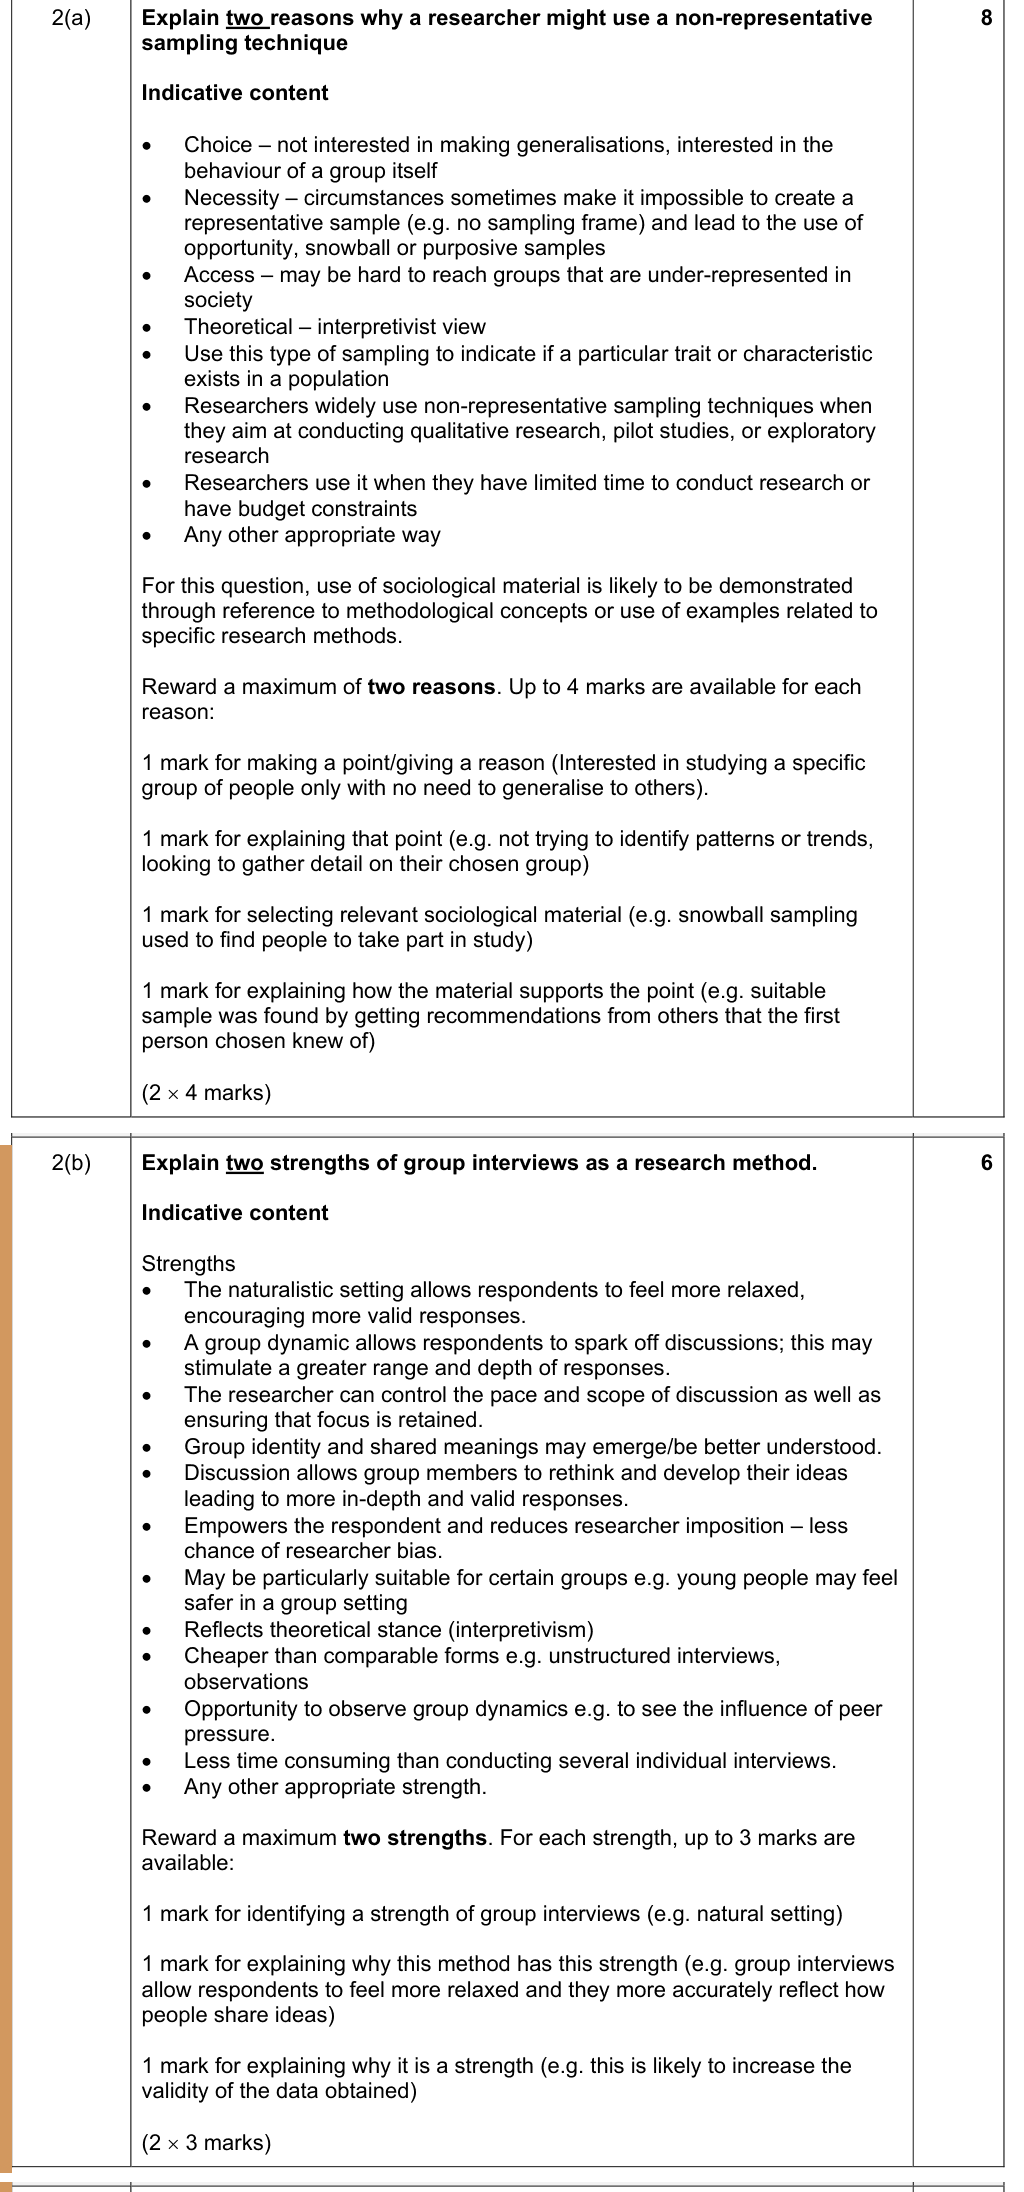 2(a)
Explain two reasons why a researcher might use a non-representative
8
sampling technique
Indicative content
• Choice – not interested in making generalisations, interested in the
behaviour of a group itself
• Necessity – circumstances sometimes make it impossible to create a
representative sample (e.g. no sampling frame) and lead to the use of
opportunity, snowball or purposive samples
• Access – may be hard to reach groups that are under-represented in
society
• Theoretical – interpretivist view
• Use this type of sampling to indicate if a particular trait or characteristic
exists in a population
• Researchers widely use non-representative sampling techniques when
they aim at conducting qualitative research, pilot studies, or exploratory
research
• Researchers use it when they have limited time to conduct research or
have budget constraints
• Any other appropriate way
For this question, use of sociological material is likely to be demonstrated
through reference to methodological concepts or use of examples related to
specific research methods.
Reward a maximum of two reasons. Up to 4 marks are available for each
reason:
1 mark for making a point/giving a reason (Interested in studying a specific
group of people only with no need to generalise to others).
1 mark for explaining that point (e.g. not trying to identify patterns or trends,
looking to gather detail on their chosen group)
1 mark for selecting relevant sociological material (e.g. snowball sampling
used to find people to take part in study)
1 mark for explaining how the material supports the point (e.g. suitable
sample was found by getting recommendations from others that the first
person chosen knew of)
(2 × 4 marks)
2(b)
Explain two strengths of group interviews as a research method.
6
Indicative content
Strengths
• The naturalistic setting allows respondents to feel more relaxed,
encouraging more valid responses.
• A group dynamic allows respondents to spark off discussions; this may
stimulate a greater range and depth of responses.
• The researcher can control the pace and scope of discussion as well as
ensuring that focus is retained.
• Group identity and shared meanings may emerge/be better understood.
• Discussion allows group members to rethink and develop their ideas
leading to more in-depth and valid responses.
• Empowers the respondent and reduces researcher imposition – less
chance of researcher bias.
• May be particularly suitable for certain groups e.g. young people may feel
safer in a group setting
• Reflects theoretical stance (interpretivism)
• Cheaper than comparable forms e.g. unstructured interviews,
observations
• Opportunity to observe group dynamics e.g. to see the influence of peer
pressure.
• Less time consuming than conducting several individual interviews.
• Any other appropriate strength.
Reward a maximum two strengths. For each strength, up to 3 marks are
available:
1 mark for identifying a strength of group interviews (e.g. natural setting)
1 mark for explaining why this method has this strength (e.g. group interviews
allow respondents to feel more relaxed and they more accurately reflect how
people share ideas)
1 mark for explaining why it is a strength (e.g. this is likely to increase the
validity of the data obtained)
(2 × 3 marks)